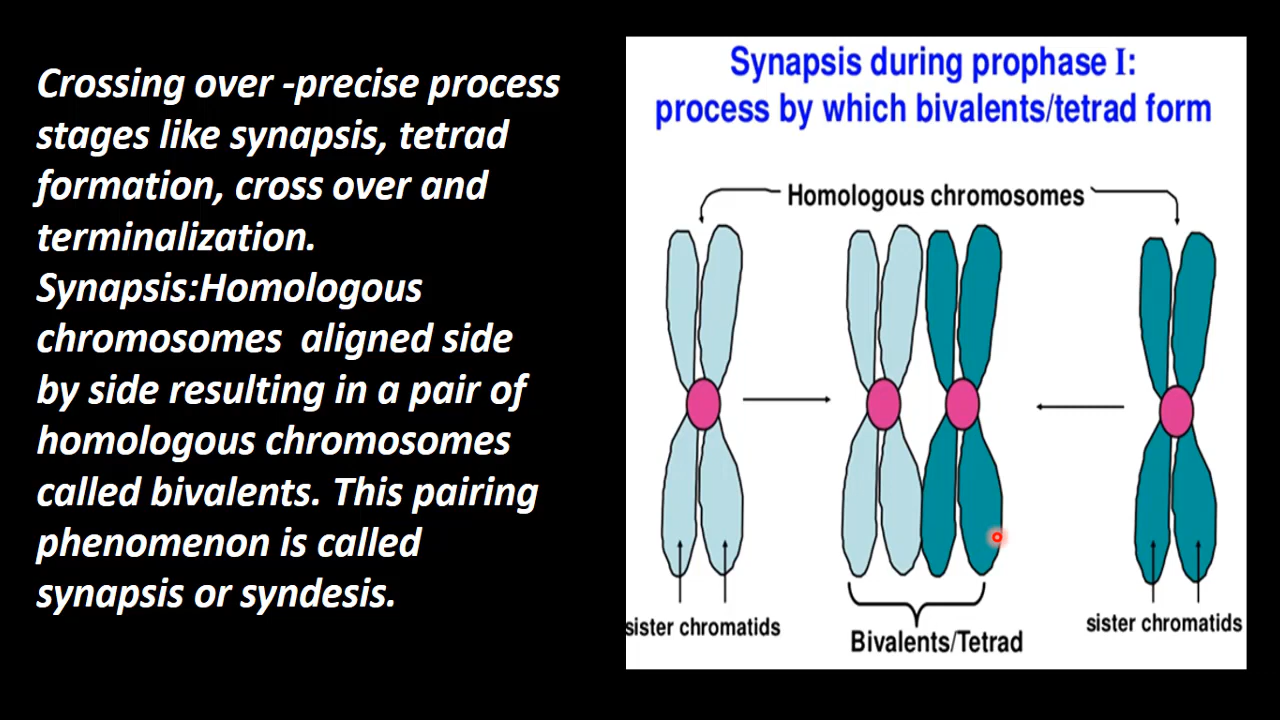 Crossing over -precise process
stages like synapsis, tetrad
formation, cross over and
terminalization.
Synapsis:Homologous
chromosomes  aligned side
by side resulting in a pair of
homologous chromosomes
called bivalents. This pairing
phenomenon is called
synapsis or syndesis.
Synapsis during prophase I:
process by which bivalents/tetrad form
Homologous chromosomes
sister chromatids
Bivalents/Tetrad
sister chromatids